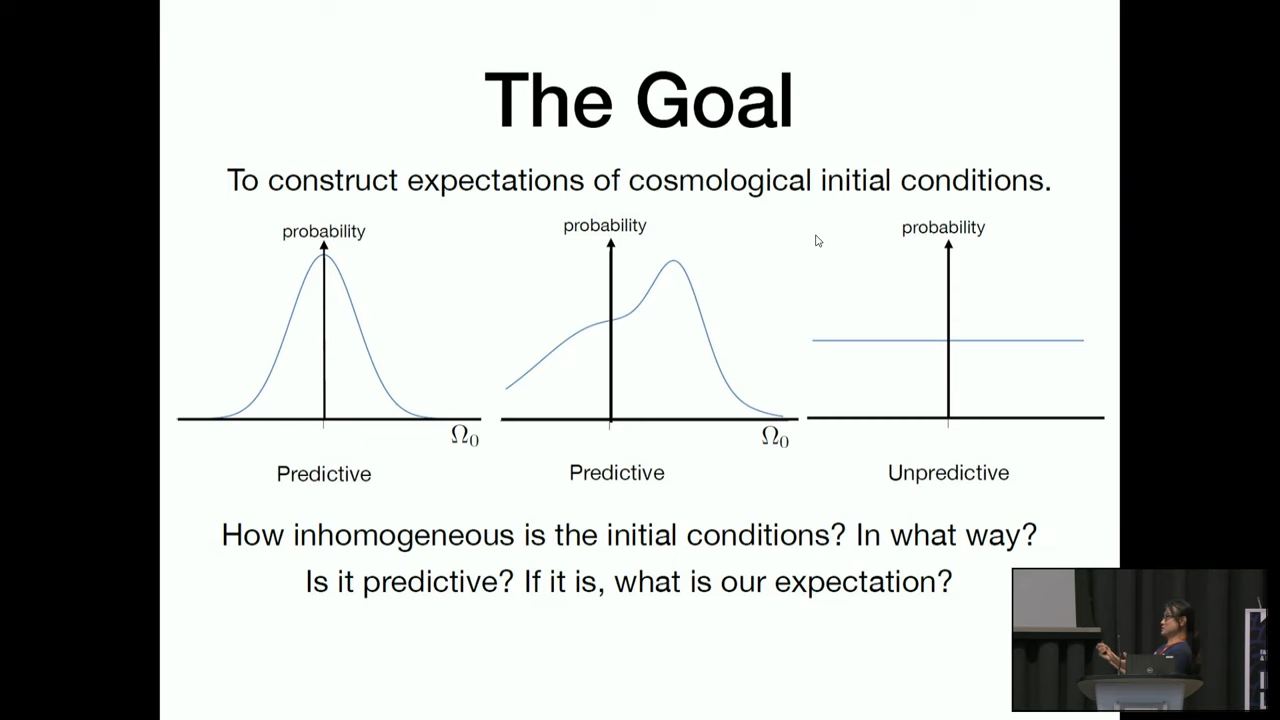 The Goal
To construct expectations of cosmological initial conditions.
probability
probability
probability
Ω₀
Ω₀
Predictive
Predictive
Unpredictive
How inhomogeneous is the initial conditions? In what way?
Is it predictive? If it is, what is our expectation?